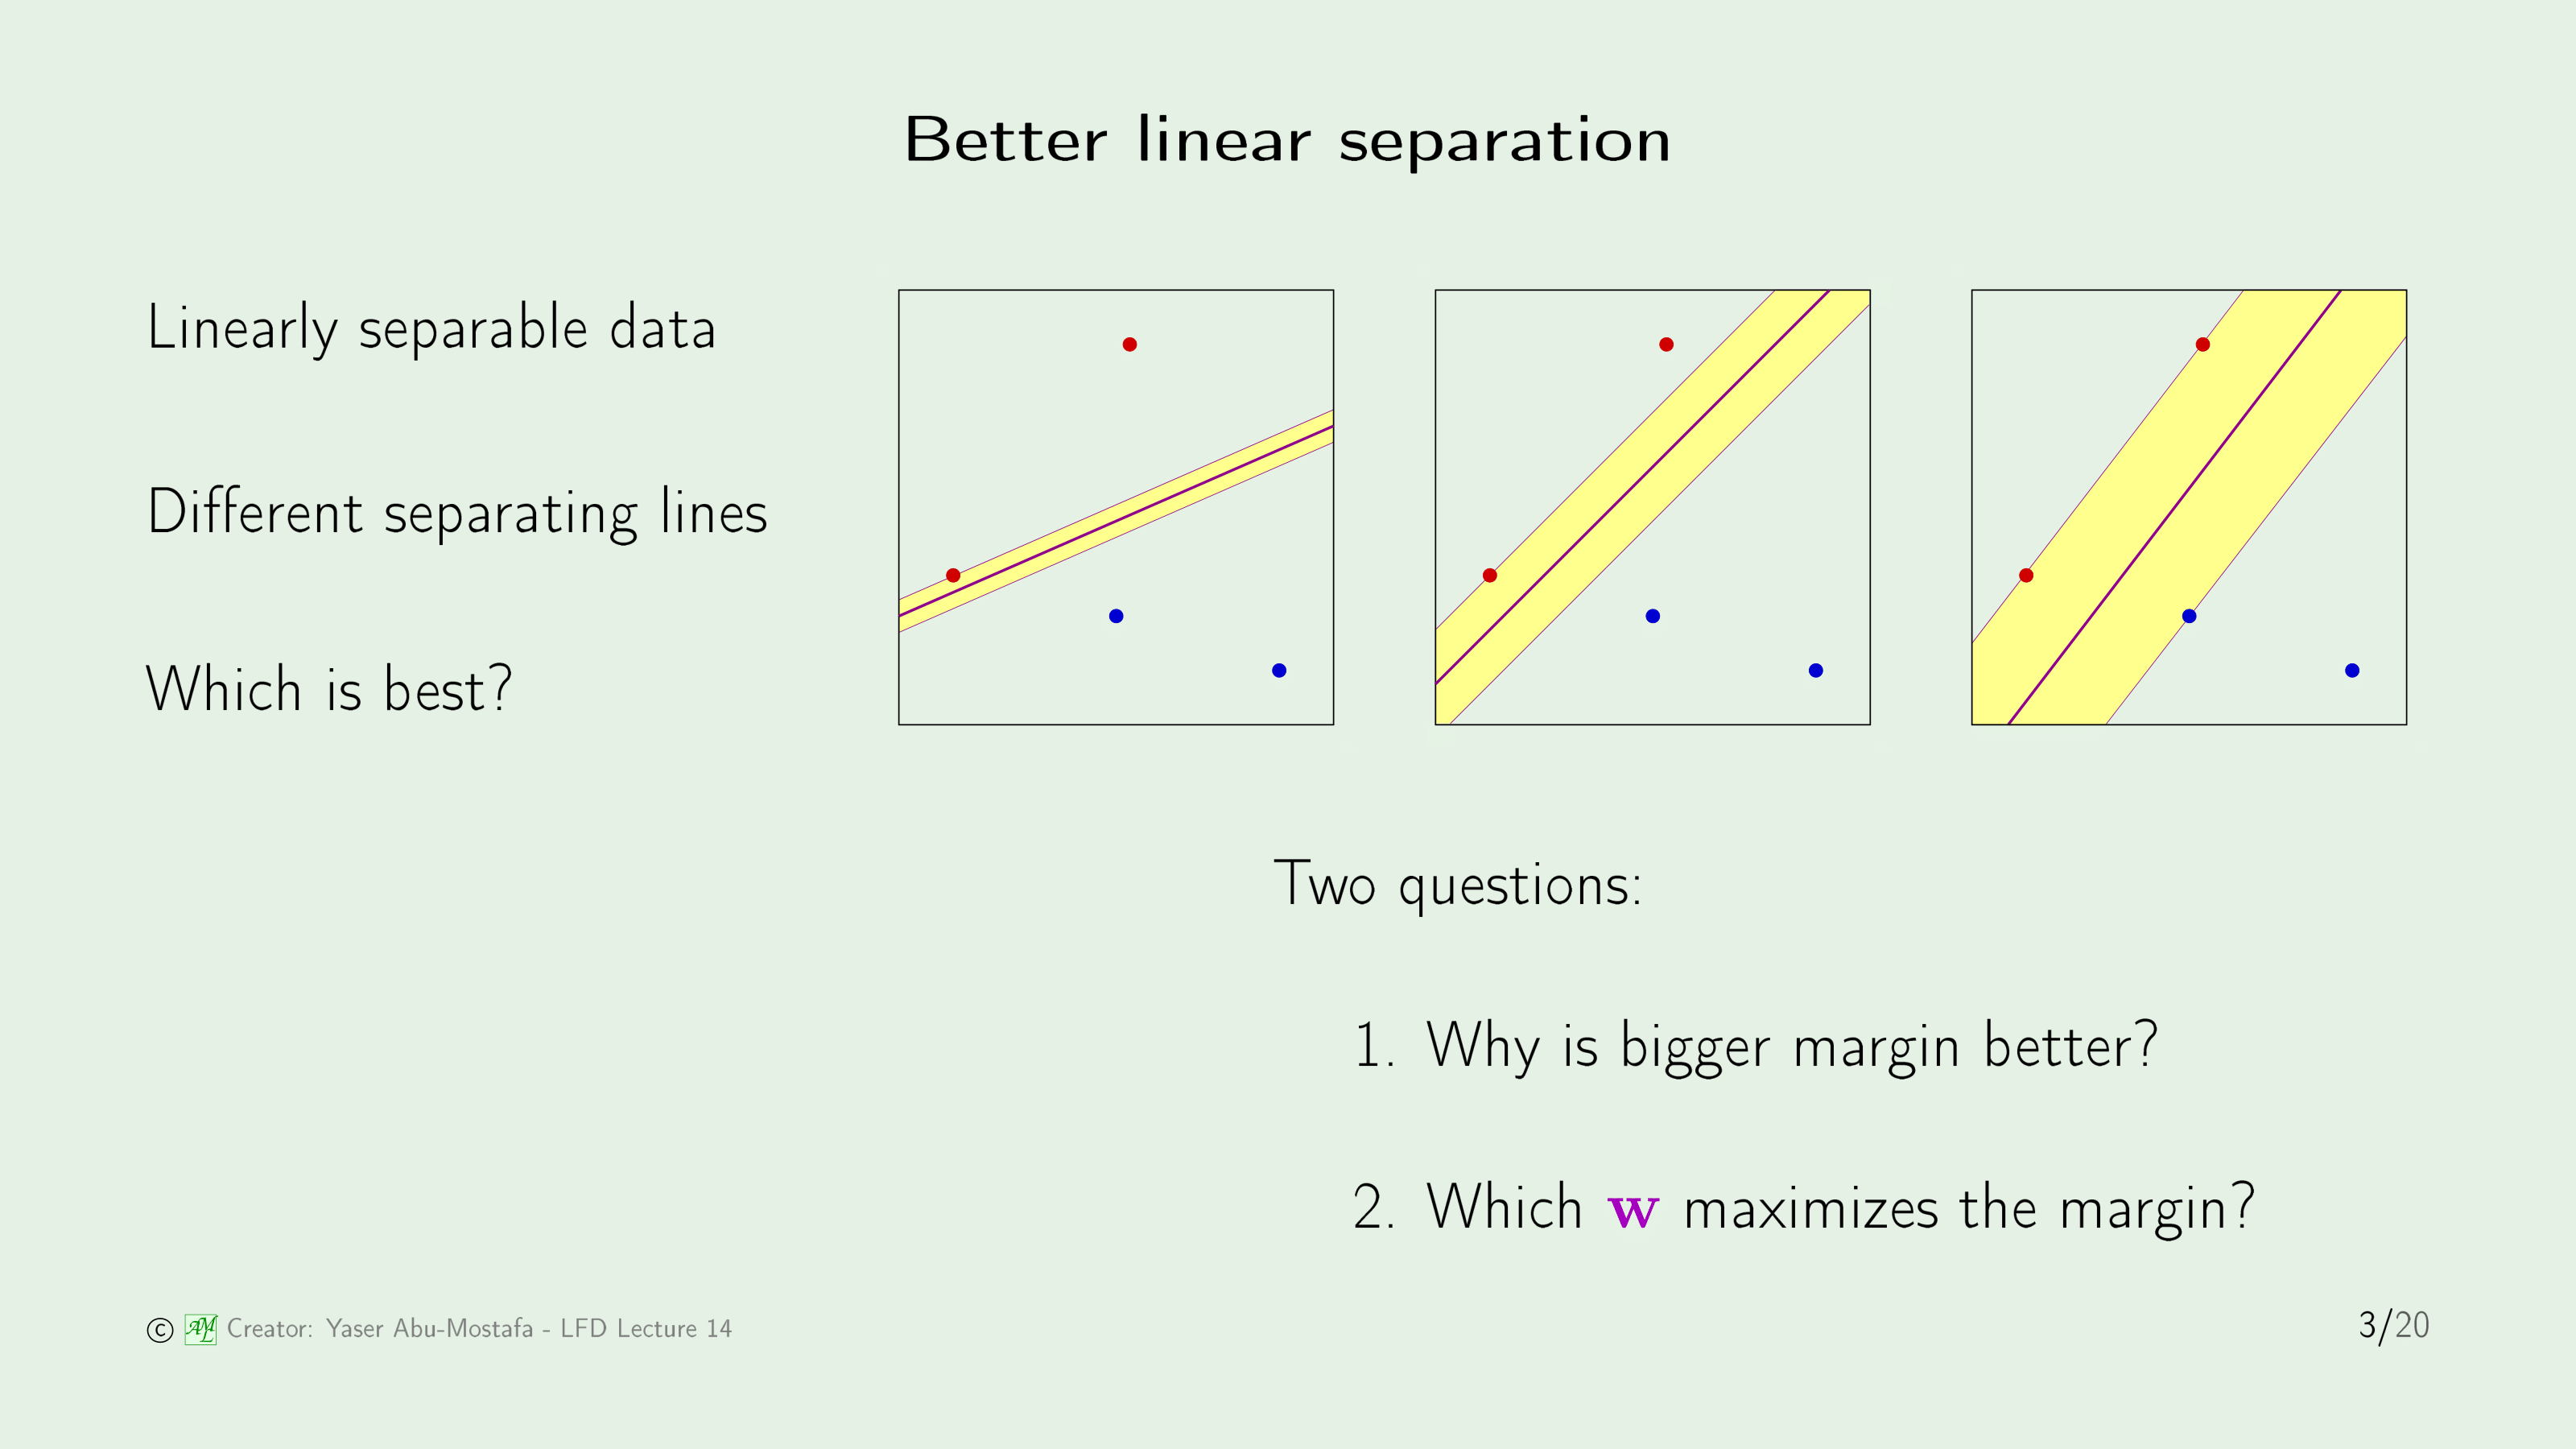 Better linear separation
Linearly separable data
Different separating lines
Which is best?
Two questions:
1. Why is bigger margin better?
2. Which w maximizes the margin?
© AML Creator: Yaser Abu-Mostafa - LFD Lecture 14
3/20